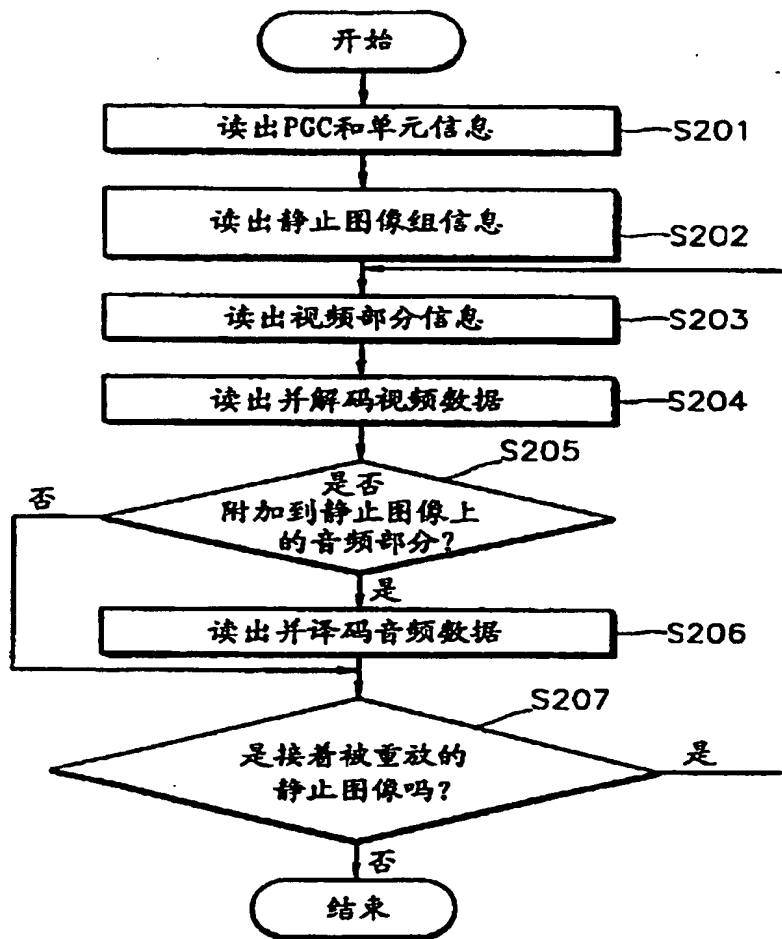 开始
读出PGC和单元信息
S201
读出静止图像组信息
S202
读出视频部分信息
S203
读出并解码视频数据
S204
S205
是否
附加到静止图像上
的音频部分?
否
是
读出并译码音频数据
S206
S207
是接着被重放的
静止图像吗?
是
否
结束